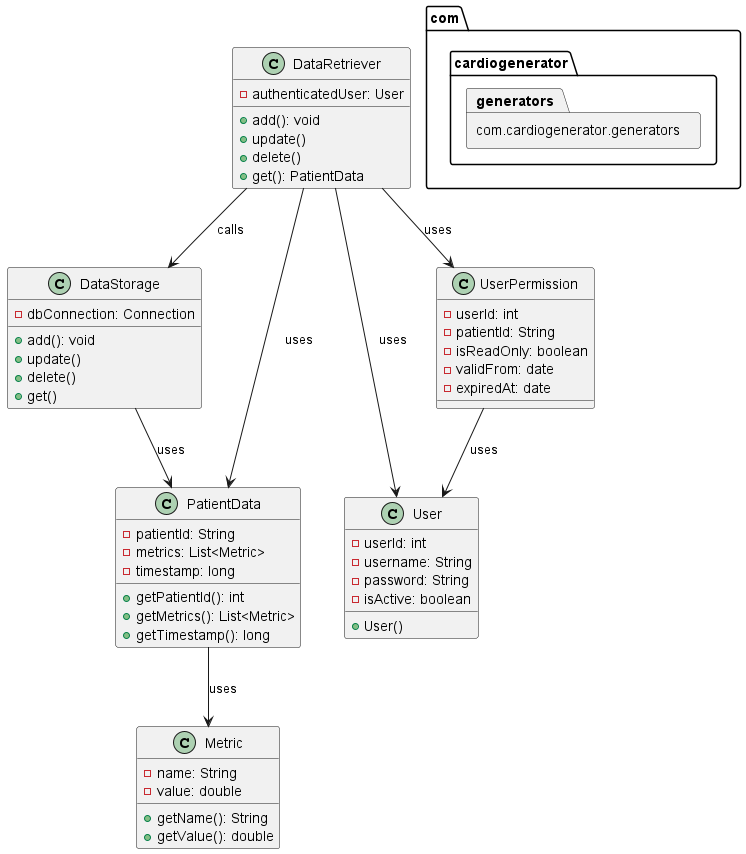 com
cardiogenerator
generators
com.cardiogenerator.generators
C DataRetriever
authenticatedUser: User
add(): void
update()
delete()
get(): PatientData
calls
uses
uses
uses
C DataStorage
dbConnection: Connection
add(): void
update()
delete()
get()
C UserPermission
userId: int
patientId: String
isReadOnly: boolean
validFrom: date
expiredAt: date
uses
uses
C PatientData
patientId: String
metrics: List<Metric>
timestamp: long
getPatientId(): int
getMetrics(): List<Metric>
getTimestamp(): long
C User
userId: int
username: String
password: String
isActive: boolean
User()
uses
C Metric
name: String
value: double
getName(): String
getValue(): double